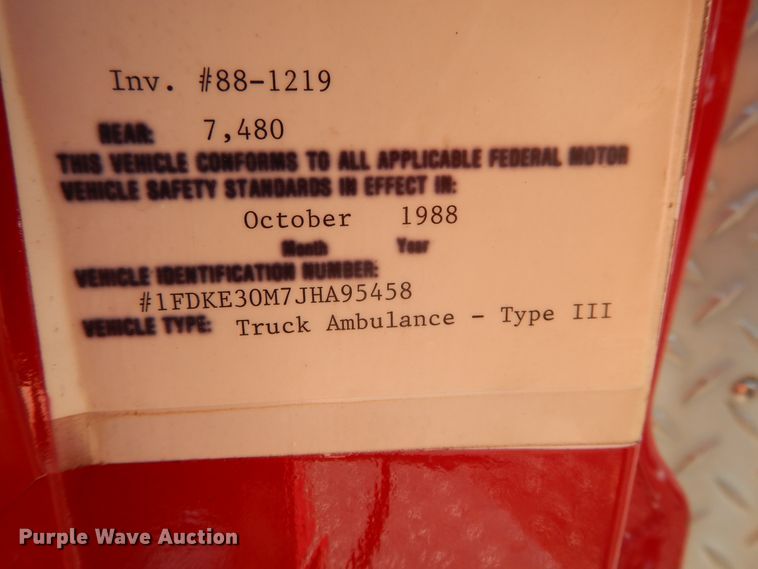 Inv. #88-1219
REAR: 7,480
THIS VEHICLE CONFORMS TO ALL APPLICABLE FEDERAL MOTOR
VEHICLE SAFETY STANDARDS IN EFFECT IN:
October 1988
Month Year
VEHICLE IDENTIFICATION NUMBER:
#1FDKE30M7JHA95458
VEHICLE TYPE: Truck Ambulance - Type III
Purple Wave Auction